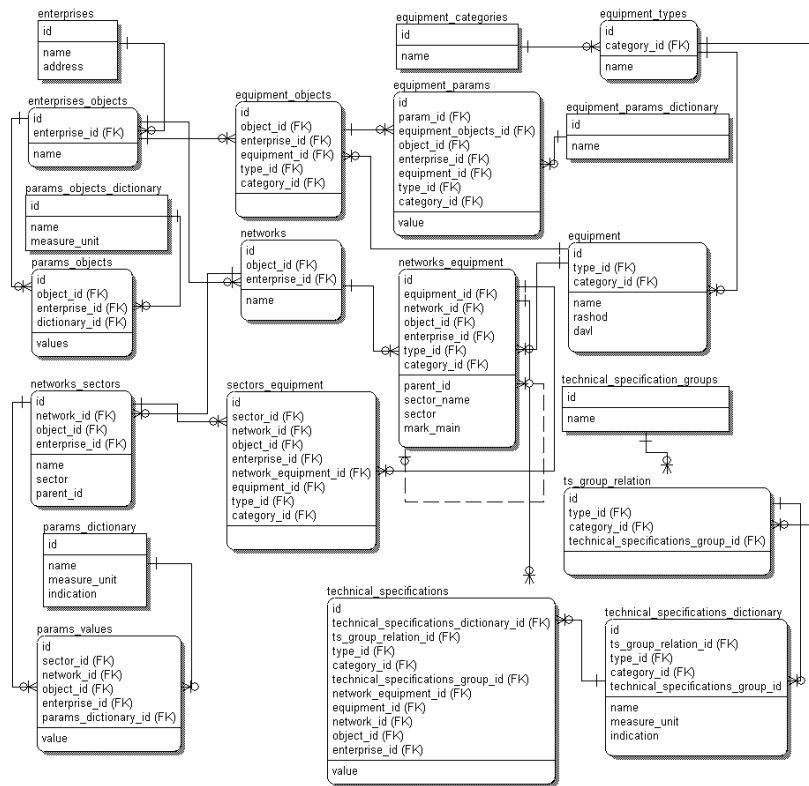 enterprises
id
name
address
equipment_categories
id
name
equipment_types
id
category_id (FK)
name
enterprises_objects
id
enterprise_id (FK)
name
equipment_objects
id
object_id (FK)
enterprise_id (FK)
equipment_id (FK)
type_id (FK)
category_id (FK)
equipment_params
id
param_id (FK)
equipment_objects_id (FK)
object_id (FK)
enterprise_id (FK)
equipment_id (FK)
type_id (FK)
category_id (FK)
value
equipment_params_dictionary
id
name
params_objects_dictionary
id
name
measure_unit
params_objects
id
object_id (FK)
enterprise_id (FK)
dictionary_id (FK)
values
networks
id
object_id (FK)
enterprise_id (FK)
name
networks_equipment
id
equipment_id (FK)
network_id (FK)
object_id (FK)
enterprise_id (FK)
type_id (FK)
category_id (FK)
parent_id
sector_name
sector
mark_main
equipment
id
type_id (FK)
category_id (FK)
name
rashod
davl
networks_sectors
id
network_id (FK)
object_id (FK)
enterprise_id (FK)
name
sector
parent_id
sectors_equipment
id
sector_id (FK)
network_id (FK)
object_id (FK)
enterprise_id (FK)
network_equipment_id (FK)
equipment_id (FK)
type_id (FK)
category_id (FK)
technical_specification_groups
id
name
ts_group_relation
id
type_id (FK)
category_id (FK)
technical_specifications_group_id (FK)
params_dictionary
id
name
measure_unit
indication
params_values
id
sector_id (FK)
network_id (FK)
object_id (FK)
enterprise_id (FK)
params_dictionary_id (FK)
value
technical_specifications
id
technical_specifications_dictionary_id (FK)
ts_group_relation_id (FK)
type_id (FK)
category_id (FK)
technical_specifications_group_id (FK)
network_equipment_id (FK)
equipment_id (FK)
network_id (FK)
object_id (FK)
enterprise_id (FK)
value
technical_specifications_dictionary
id
ts_group_relation_id (FK)
type_id (FK)
category_id (FK)
technical_specifications_group_id
name
measure_unit
indication